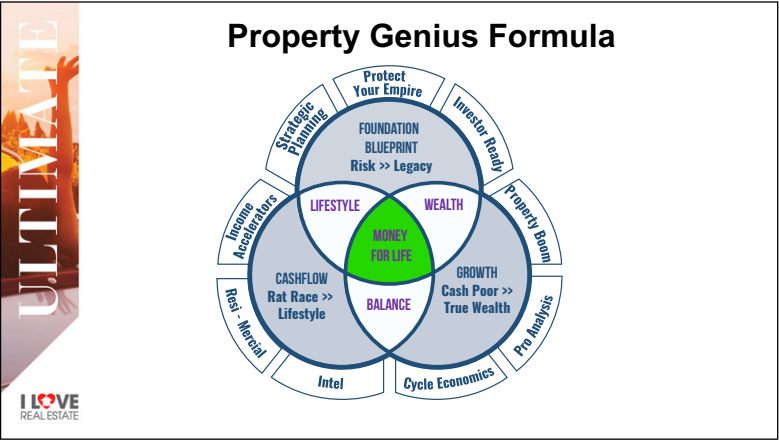 Property Genius Formula
ULTIMATE
Protect
Your Empire
Strategic
Planning
Investor Ready
FOUNDATION
BLUEPRINT
Risk >> Legacy
Income
Accelerators
LIFESTYLE
WEALTH
Property Boom
MONEY
FOR LIFE
CASHFLOW
Rat Race >>
Lifestyle
GROWTH
Cash Poor >>
True Wealth
BALANCE
Resi - Mercial
Pro Analysis
Intel
Cycle Economics
I LOVE
REAL ESTATE